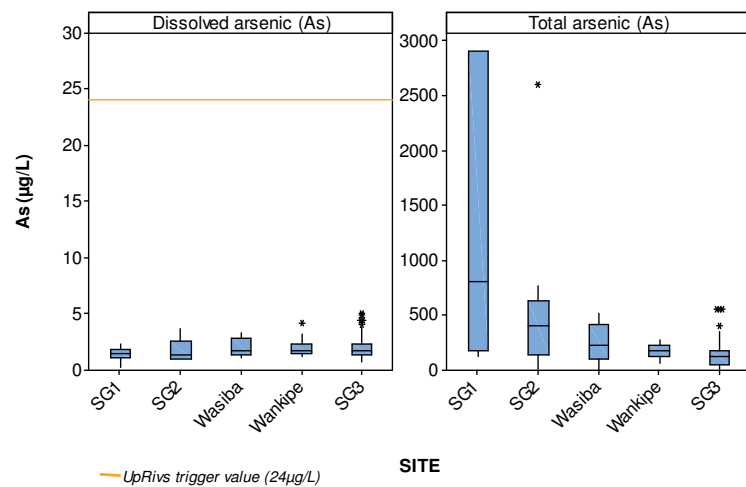 Dissolved arsenic (As)
Total arsenic (As)
As (µg/L)
30
25
20
15
10
5
0
3000
2500
2000
1500
1000
500
0
SG1
SG2
Wasiba
Wankipe
SG3
SG1
SG2
Wasiba
Wankipe
SG3
SITE
UpRivs trigger value (24µg/L)